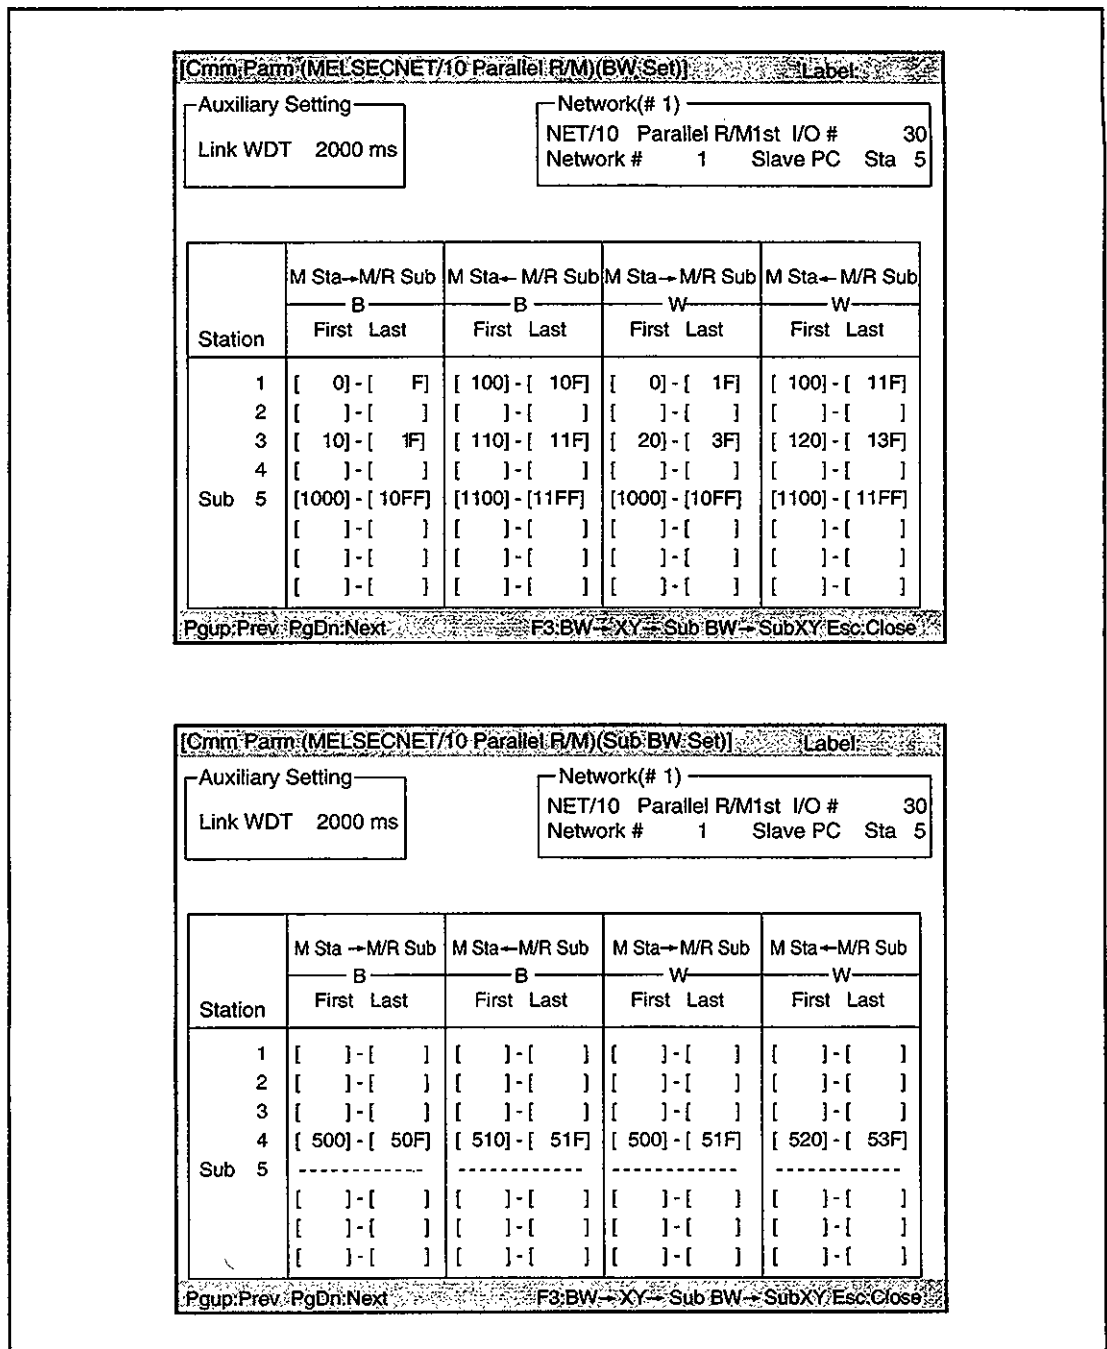 [Cmm Parm (MELSECNET/10 Parallel R/M)(BW Set)] Label:
Auxiliary Setting
Link WDT 2000 ms
Network(# 1)
NET/10 Parallel R/M1st I/O # 30
Network # 1 Slave PC Sta 5
M Sta→M/R Sub M Sta←M/R Sub M Sta→M/R Sub M Sta←M/R Sub
B B W W
Station First Last First Last First Last First Last
1 [ 0] - [ F] [ 100] - [ 10F] [ 0] - [ 1F] [ 100] - [ 11F]
2 [ ] - [ ] [ ] - [ ] [ ] - [ ] [ ] - [ ]
3 [ 10] - [ 1F] [ 110] - [ 11F] [ 20] - [ 3F] [ 120] - [ 13F]
4 [ ] - [ ] [ ] - [ ] [ ] - [ ] [ ] - [ ]
Sub 5 [1000] - [ 10FF] [1100] - [11FF] [1000] - [10FF] [1100] - [ 11FF]
[ ] - [ ] [ ] - [ ] [ ] - [ ] [ ] - [ ]
[ ] - [ ] [ ] - [ ] [ ] - [ ] [ ] - [ ]
[ ] - [ ] [ ] - [ ] [ ] - [ ] [ ] - [ ]
Pgup:Prev PgDn:Next F3:BW→XY→Sub BW→SubXY Esc:Close
[Cmm Parm (MELSECNET/10 Parallel R/M)(Sub BW Set)] Label:
Auxiliary Setting
Link WDT 2000 ms
Network(# 1)
NET/10 Parallel R/M1st I/O # 30
Network # 1 Slave PC Sta 5
M Sta →M/R Sub M Sta←M/R Sub M Sta→M/R Sub M Sta←M/R Sub
B B W W
Station First Last First Last First Last First Last
1 [ ] - [ ] [ ] - [ ] [ ] - [ ] [ ] - [ ]
2 [ ] - [ ] [ ] - [ ] [ ] - [ ] [ ] - [ ]
3 [ ] - [ ] [ ] - [ ] [ ] - [ ] [ ] - [ ]
4 [ 500] - [ 50F] [ 510] - [ 51F] [ 500] - [ 51F] [ 520] - [ 53F]
Sub 5 ------------- ------------- ------------- -------------
[ ] - [ ] [ ] - [ ] [ ] - [ ] [ ] - [ ]
[ ] - [ ] [ ] - [ ] [ ] - [ ] [ ] - [ ]
[ ] - [ ] [ ] - [ ] [ ] - [ ] [ ] - [ ]
Pgup:Prev PgDn:Next F3:BW→XY→Sub BW→SubXY Esc:Close